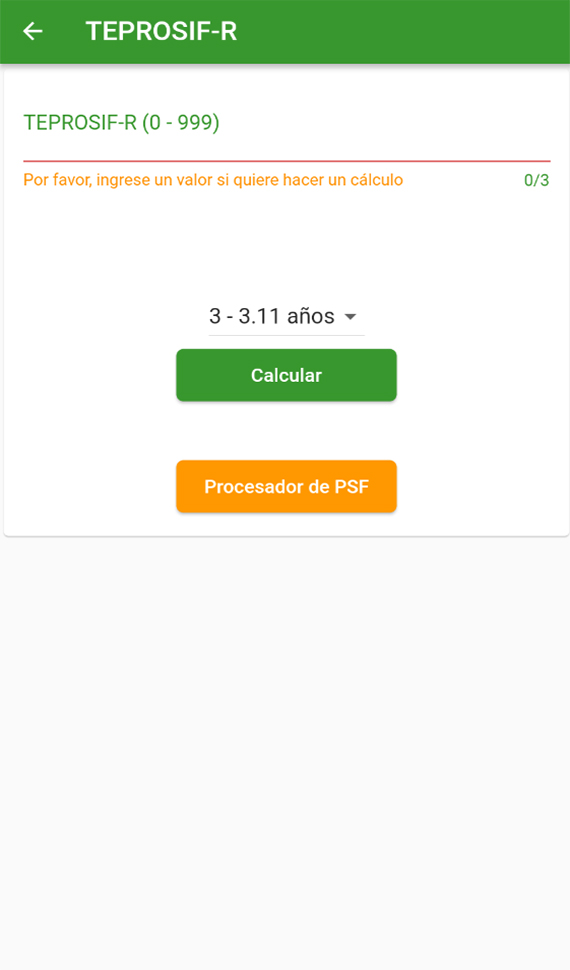 TEPROSIF-R
TEPROSIF-R (0 - 999)
Por favor, ingrese un valor si quiere hacer un cálculo 0/3
3 - 3.11 años
Calcular
Procesador de PSF